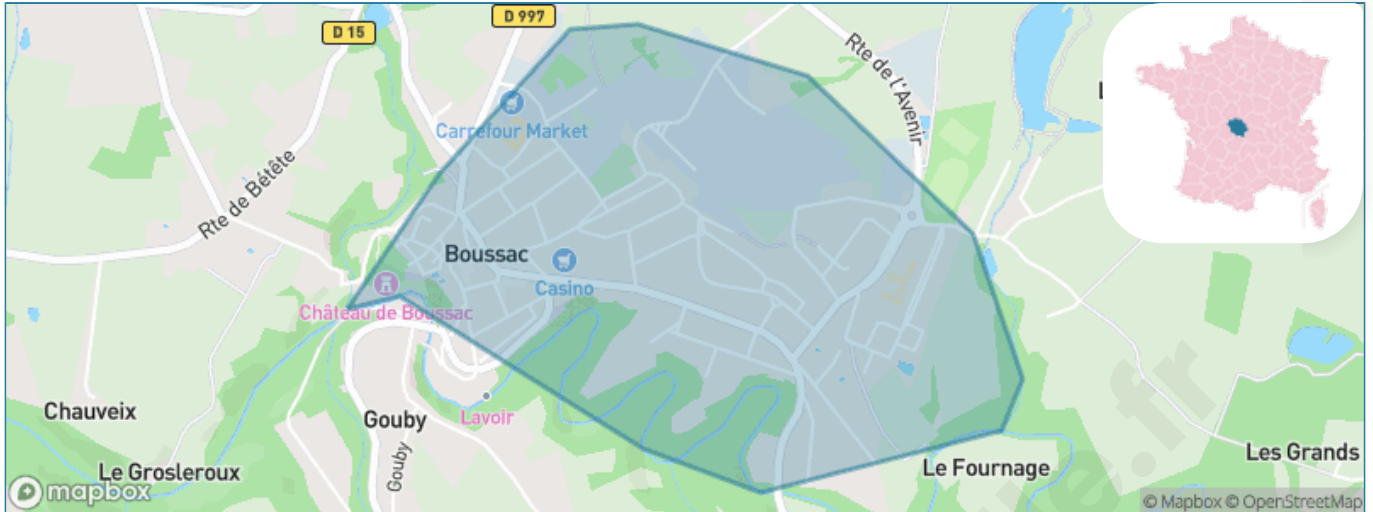 D 997
D 15
Rte de l'Avenir
L
Carrefour Market
Rte de Bétête
Boussac
Casino
Château de Boussac
Chauveix
Gouby
Lavoir
Gouby
Le Grosleroux
Le Fournage
Les Grands
mapbox
© Mapbox © OpenStreetMap